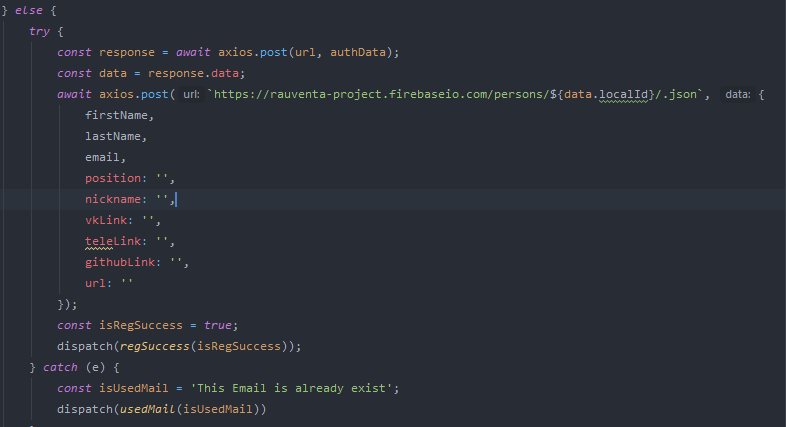 } else {
try {
const response = await axios.post(url, authData);
const data = response.data;
await axios.post( url: `https://rauventa-project.firebaseio.com/persons/${data.localId}/.json`, data: {
firstName,
lastName,
email,
position: '',
nickname: '',
vkLink: '',
teleLink: '',
githubLink: '',
url: ''
});
const isRegSuccess = true;
dispatch(regSuccess(isRegSuccess));
} catch (e) {
const isUsedMail = 'This Email is already exist';
dispatch(usedMail(isUsedMail))